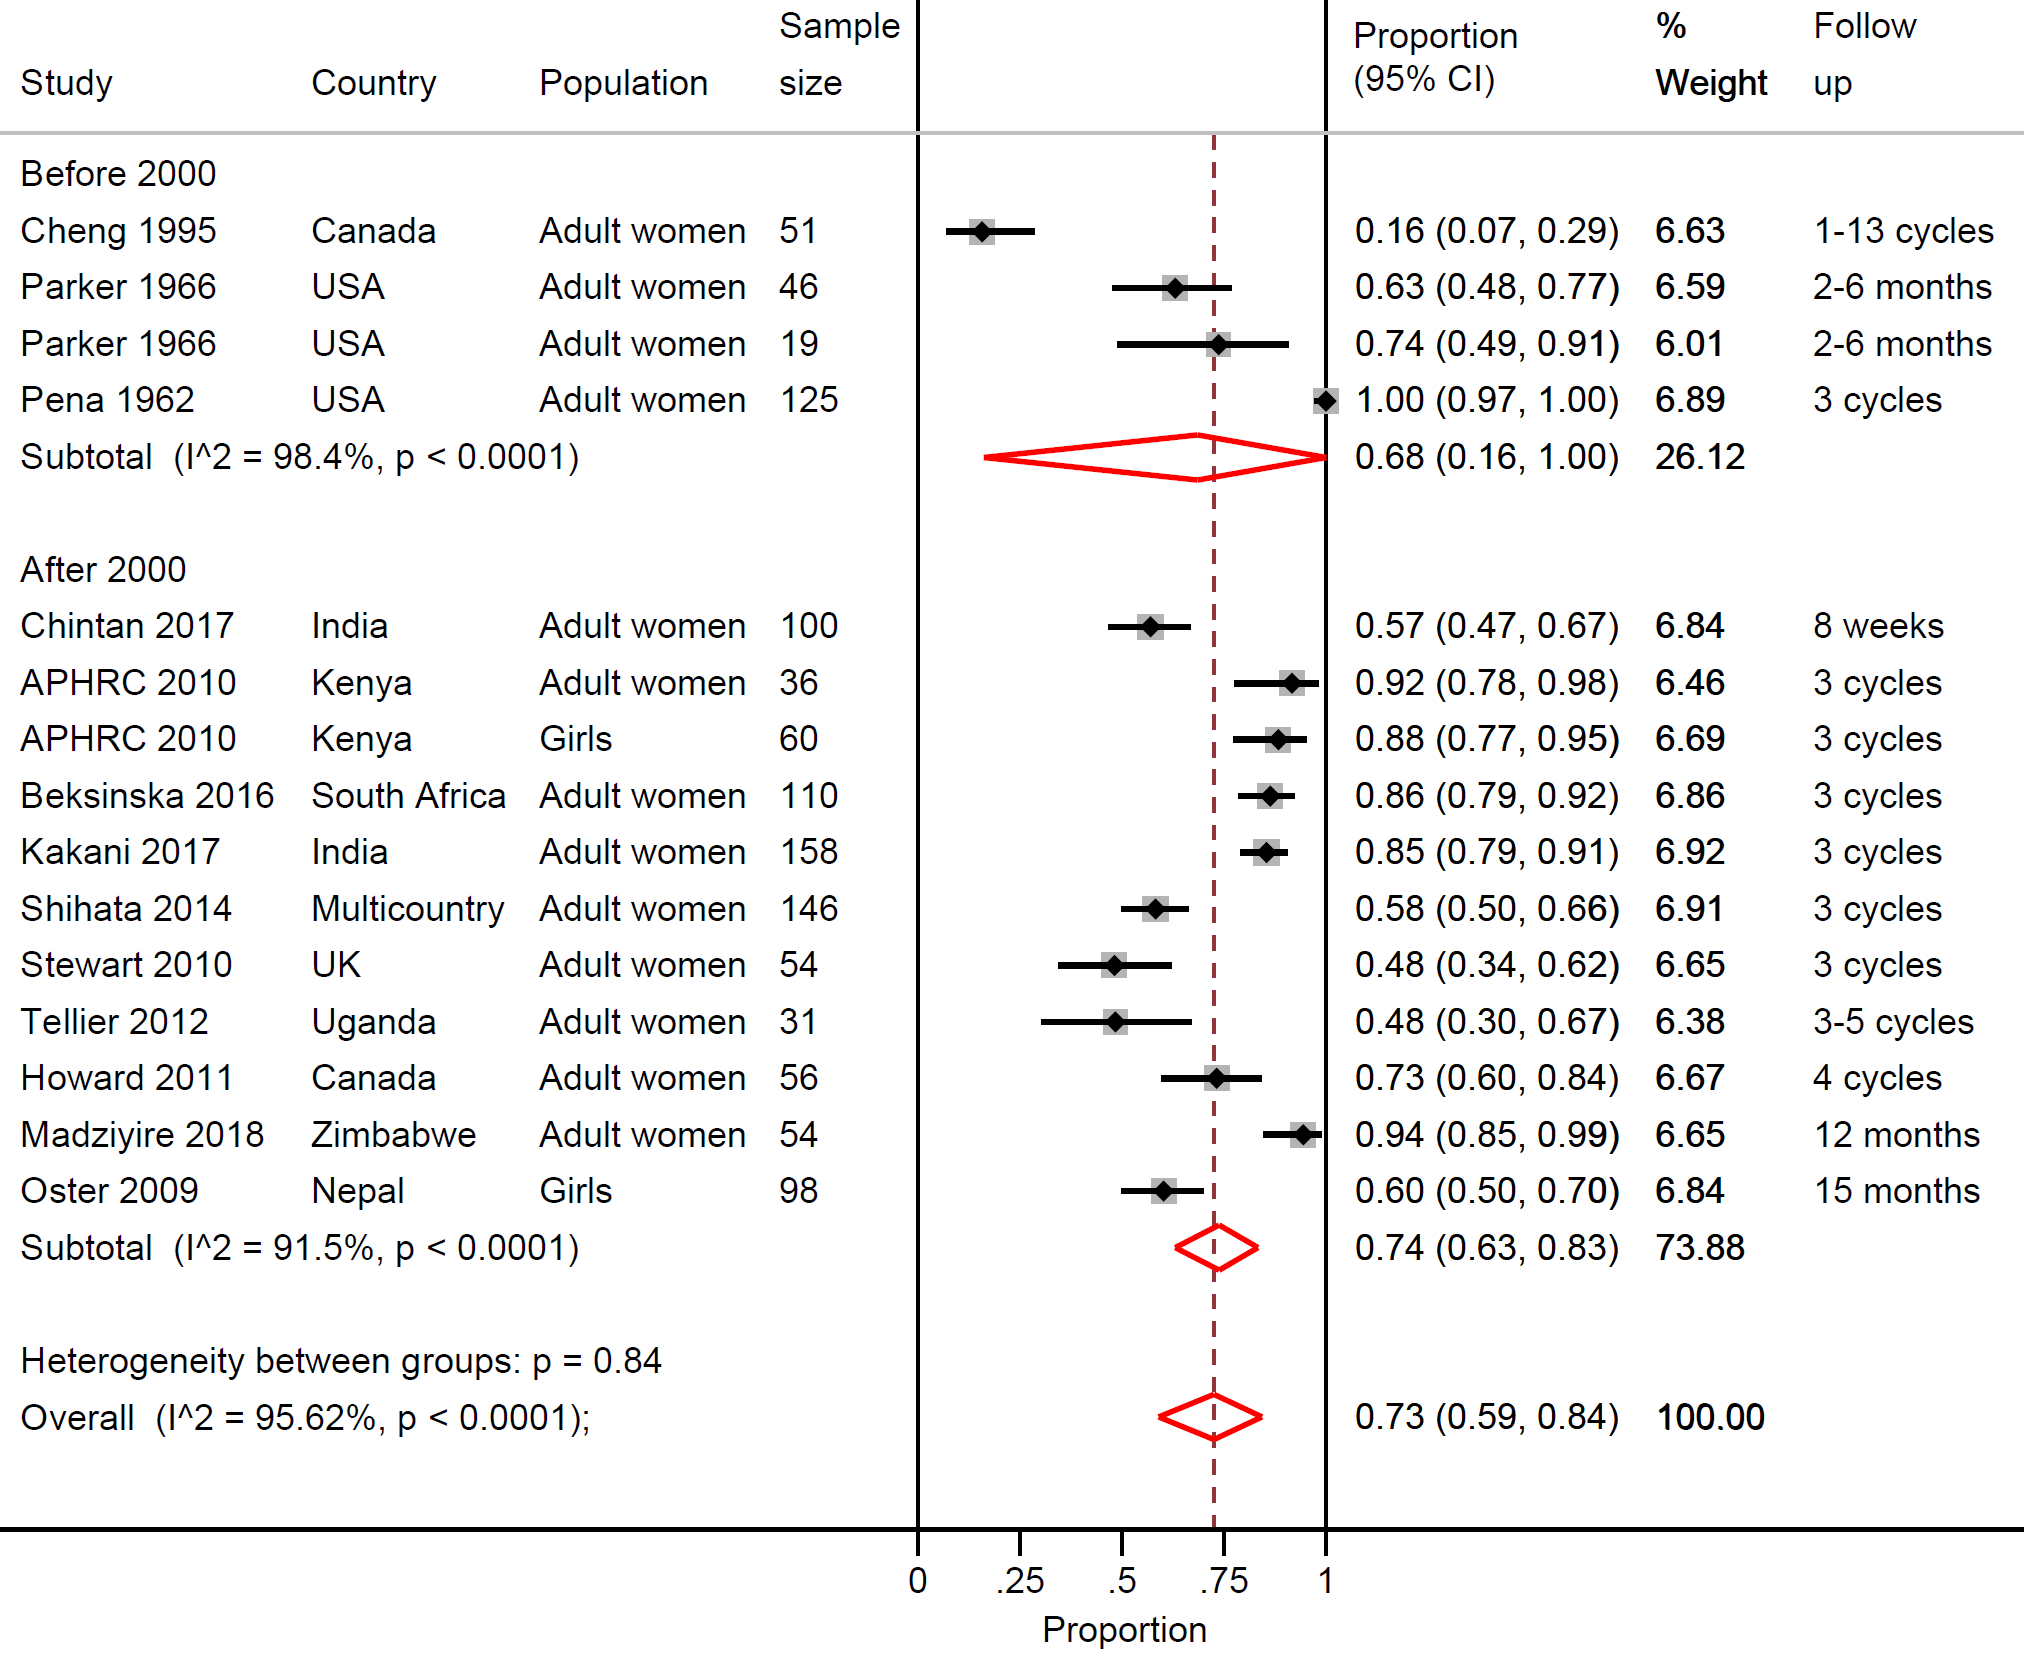 Study Country Population Sample size Proportion (95% CI) % Weight Follow up
Before 2000
Cheng 1995 Canada Adult women 51 0.16 (0.07, 0.29) 6.63 1-13 cycles
Parker 1966 USA Adult women 46 0.63 (0.48, 0.77) 6.59 2-6 months
Parker 1966 USA Adult women 19 0.74 (0.49, 0.91) 6.01 2-6 months
Pena 1962 USA Adult women 125 1.00 (0.97, 1.00) 6.89 3 cycles
Subtotal (I^2 = 98.4%, p < 0.0001) 0.68 (0.16, 1.00) 26.12
After 2000
Chintan 2017 India Adult women 100 0.57 (0.47, 0.67) 6.84 8 weeks
APHRC 2010 Kenya Adult women 36 0.92 (0.78, 0.98) 6.46 3 cycles
APHRC 2010 Kenya Girls 60 0.88 (0.77, 0.95) 6.69 3 cycles
Beksinska 2016 South Africa Adult women 110 0.86 (0.79, 0.92) 6.86 3 cycles
Kakani 2017 India Adult women 158 0.85 (0.79, 0.91) 6.92 3 cycles
Shihata 2014 Multicountry Adult women 146 0.58 (0.50, 0.66) 6.91 3 cycles
Stewart 2010 UK Adult women 54 0.48 (0.34, 0.62) 6.65 3 cycles
Tellier 2012 Uganda Adult women 31 0.48 (0.30, 0.67) 6.38 3-5 cycles
Howard 2011 Canada Adult women 56 0.73 (0.60, 0.84) 6.67 4 cycles
Madziyire 2018 Zimbabwe Adult women 54 0.94 (0.85, 0.99) 6.65 12 months
Oster 2009 Nepal Girls 98 0.60 (0.50, 0.70) 6.84 15 months
Subtotal (I^2 = 91.5%, p < 0.0001) 0.74 (0.63, 0.83) 73.88
Heterogeneity between groups: p = 0.84
Overall (I^2 = 95.62%, p < 0.0001); 0.73 (0.59, 0.84) 100.00
0 .25 .5 .75 1
Proportion